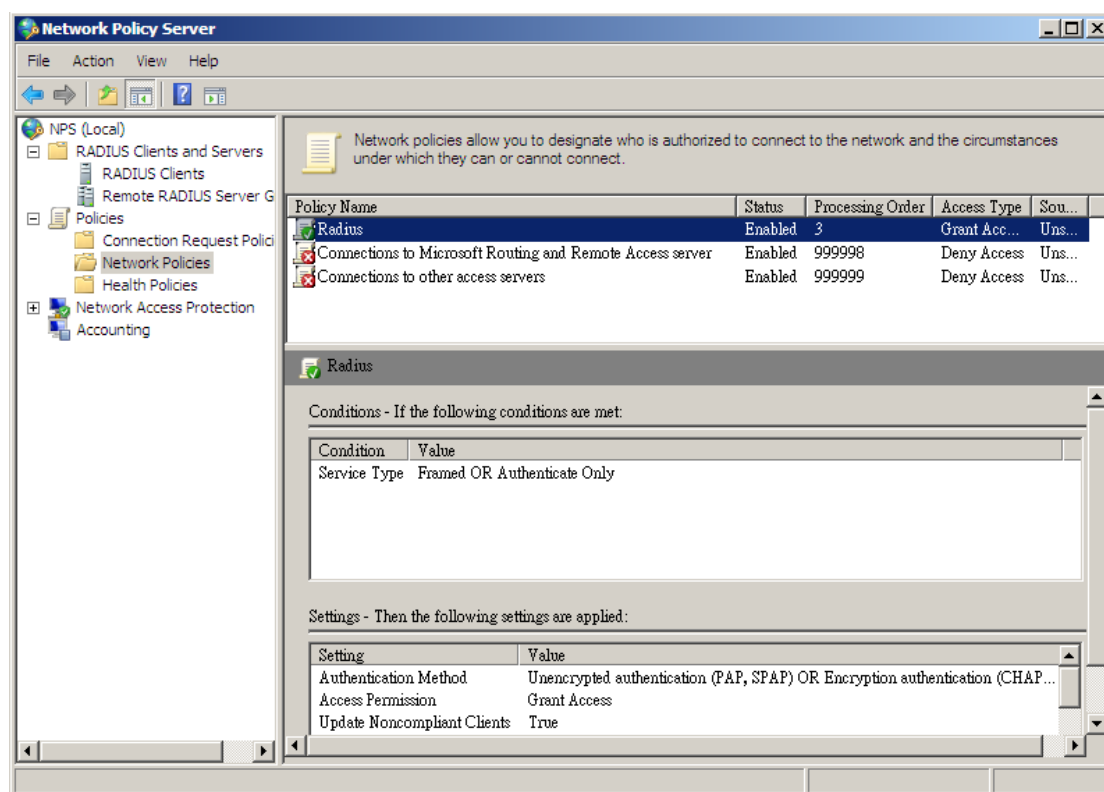 Network Policy Server
File Action View Help
NPS (Local)
RADIUS Clients and Servers
RADIUS Clients
Remote RADIUS Server G
Policies
Connection Request Polici
Network Policies
Health Policies
Network Access Protection
Accounting
Network policies allow you to designate who is authorized to connect to the network and the circumstances
under which they can or cannot connect.
Policy Name Status Processing Order Access Type Sou...
Radius Enabled 3 Grant Acc... Uns...
Connections to Microsoft Routing and Remote Access server Enabled 999998 Deny Access Uns...
Connections to other access servers Enabled 999999 Deny Access Uns...
Radius
Conditions - If the following conditions are met:
Condition Value
Service Type Framed OR Authenticate Only
Settings - Then the following settings are applied:
Setting Value
Authentication Method Unencrypted authentication (PAP, SPAP) OR Encryption authentication (CHAP...
Access Permission Grant Access
Update Noncompliant Clients True